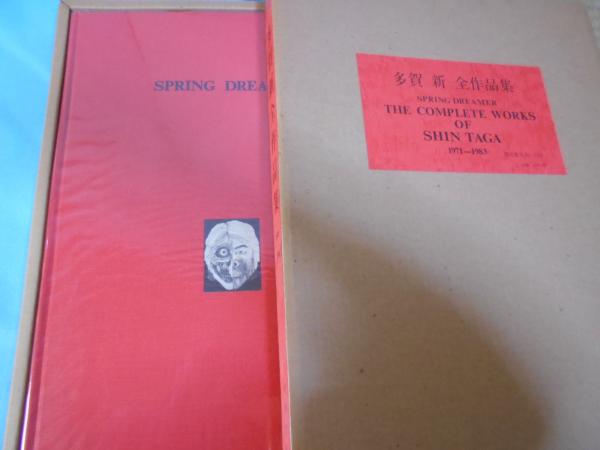 SPRING DREA
多賀 新 全作品集
SPRING DREAMER
THE COMPLETE WORKS
OF
SHIN TAGA
1971—1983